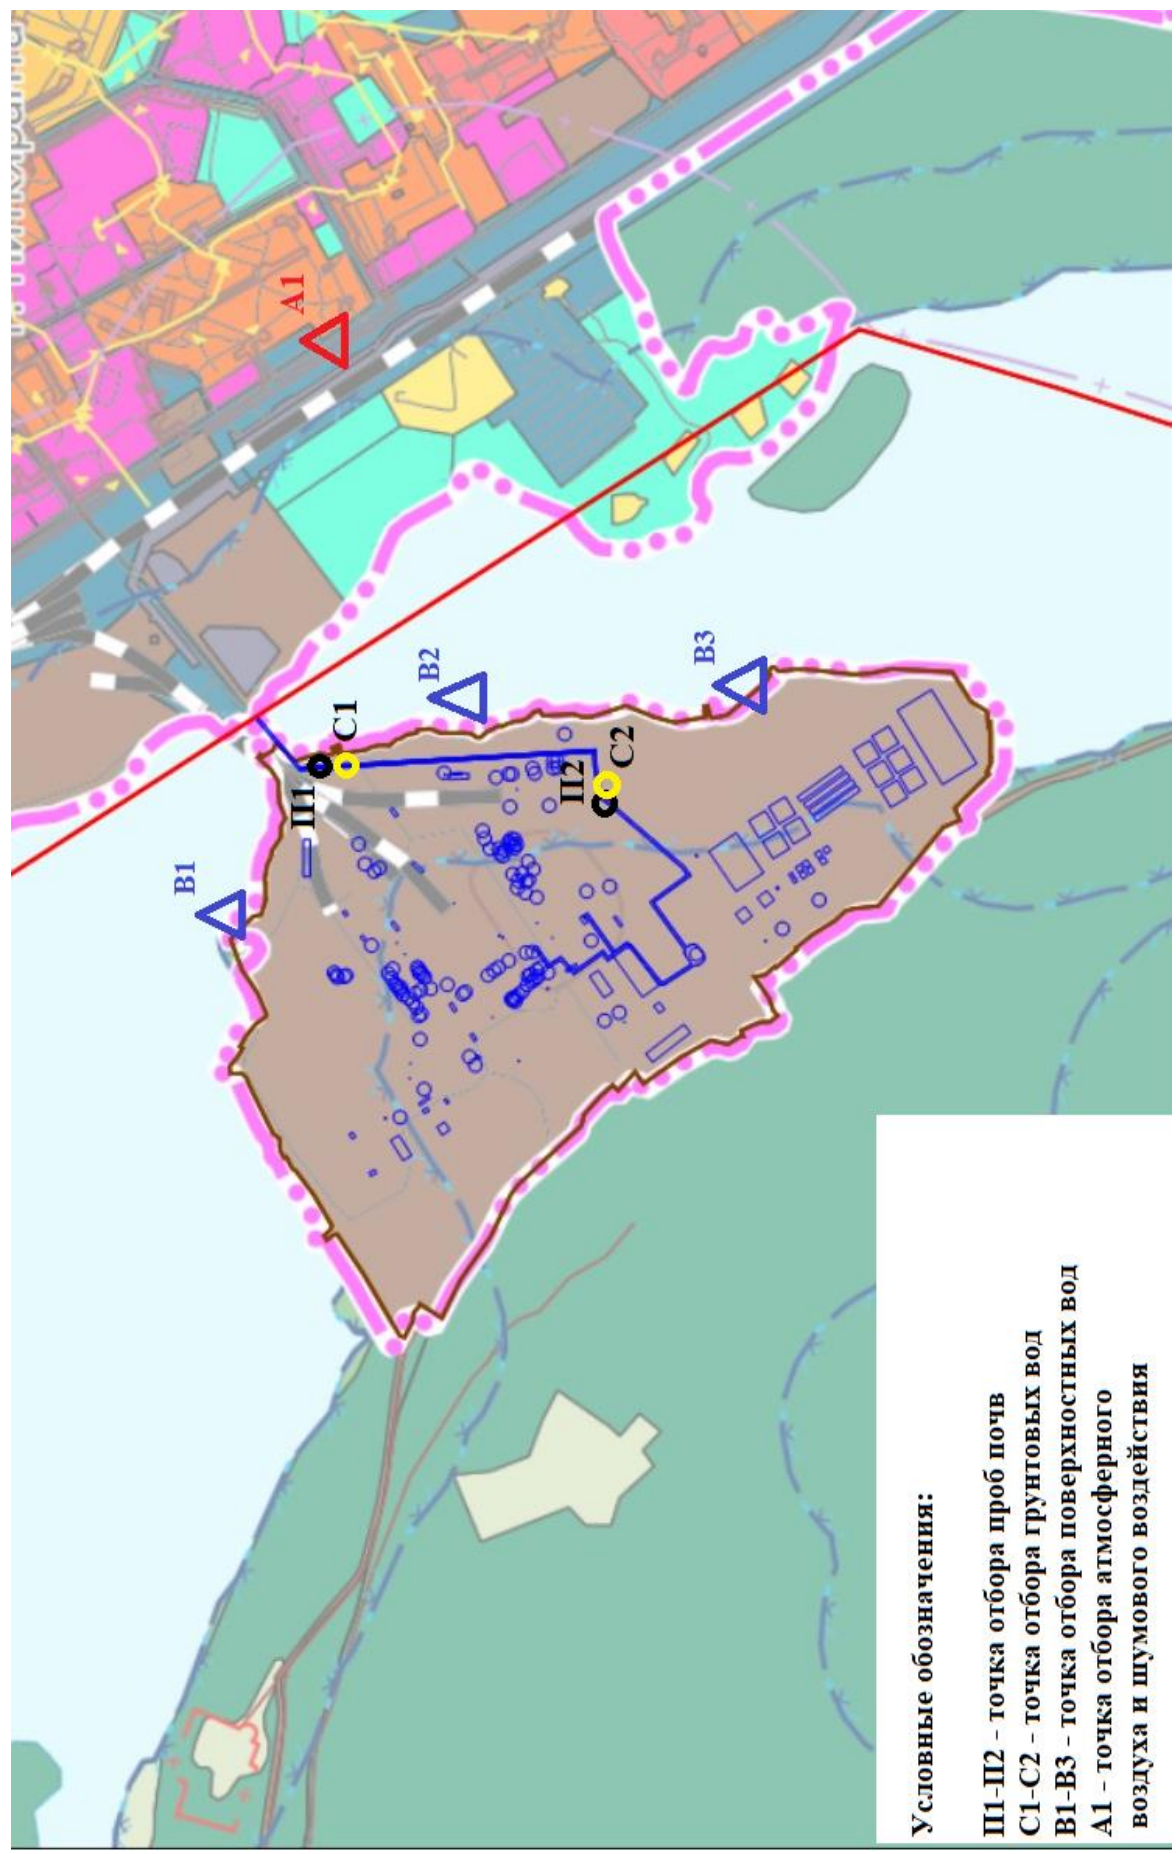 А1
В1
В2
В3
П1
С1
П2
С2
Условные обозначения:
П1-П2 - точка отбора проб почв
С1-С2 - точка отбора грунтовых вод
В1-В3 - точка отбора поверхностных вод
А1 - точка отбора атмосферного
воздуха и шумового воздействия